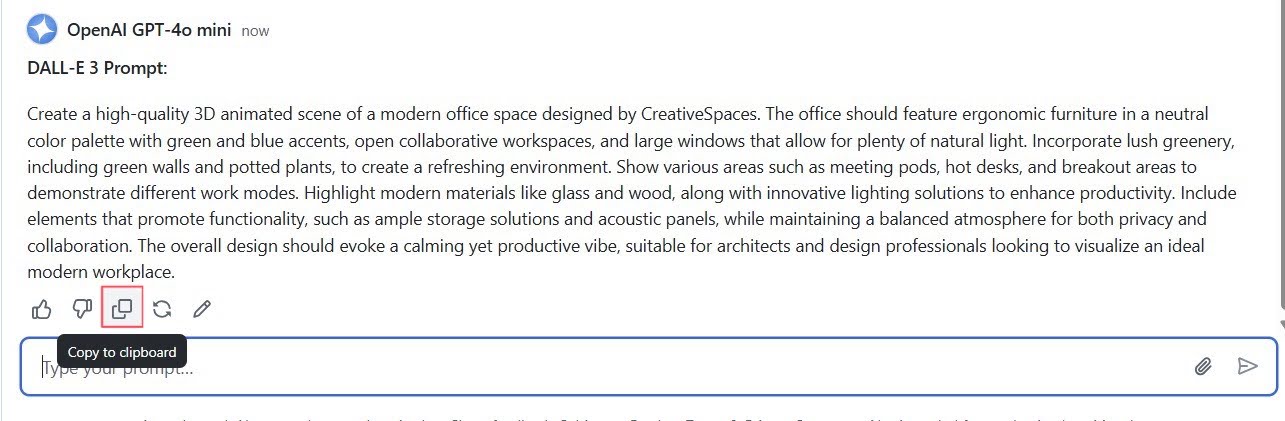 OpenAI GPT-4o mini now
DALL-E 3 Prompt:
Create a high-quality 3D animated scene of a modern office space designed by CreativeSpaces. The office should feature ergonomic furniture in a neutral
color palette with green and blue accents, open collaborative workspaces, and large windows that allow for plenty of natural light. Incorporate lush greenery,
including green walls and potted plants, to create a refreshing environment. Show various areas such as meeting pods, hot desks, and breakout areas to
demonstrate different work modes. Highlight modern materials like glass and wood, along with innovative lighting solutions to enhance productivity. Include
elements that promote functionality, such as ample storage solutions and acoustic panels, while maintaining a balanced atmosphere for both privacy and
collaboration. The overall design should evoke a calming yet productive vibe, suitable for architects and design professionals looking to visualize an ideal
modern workplace.
Copy to clipboard
Type your prompt...